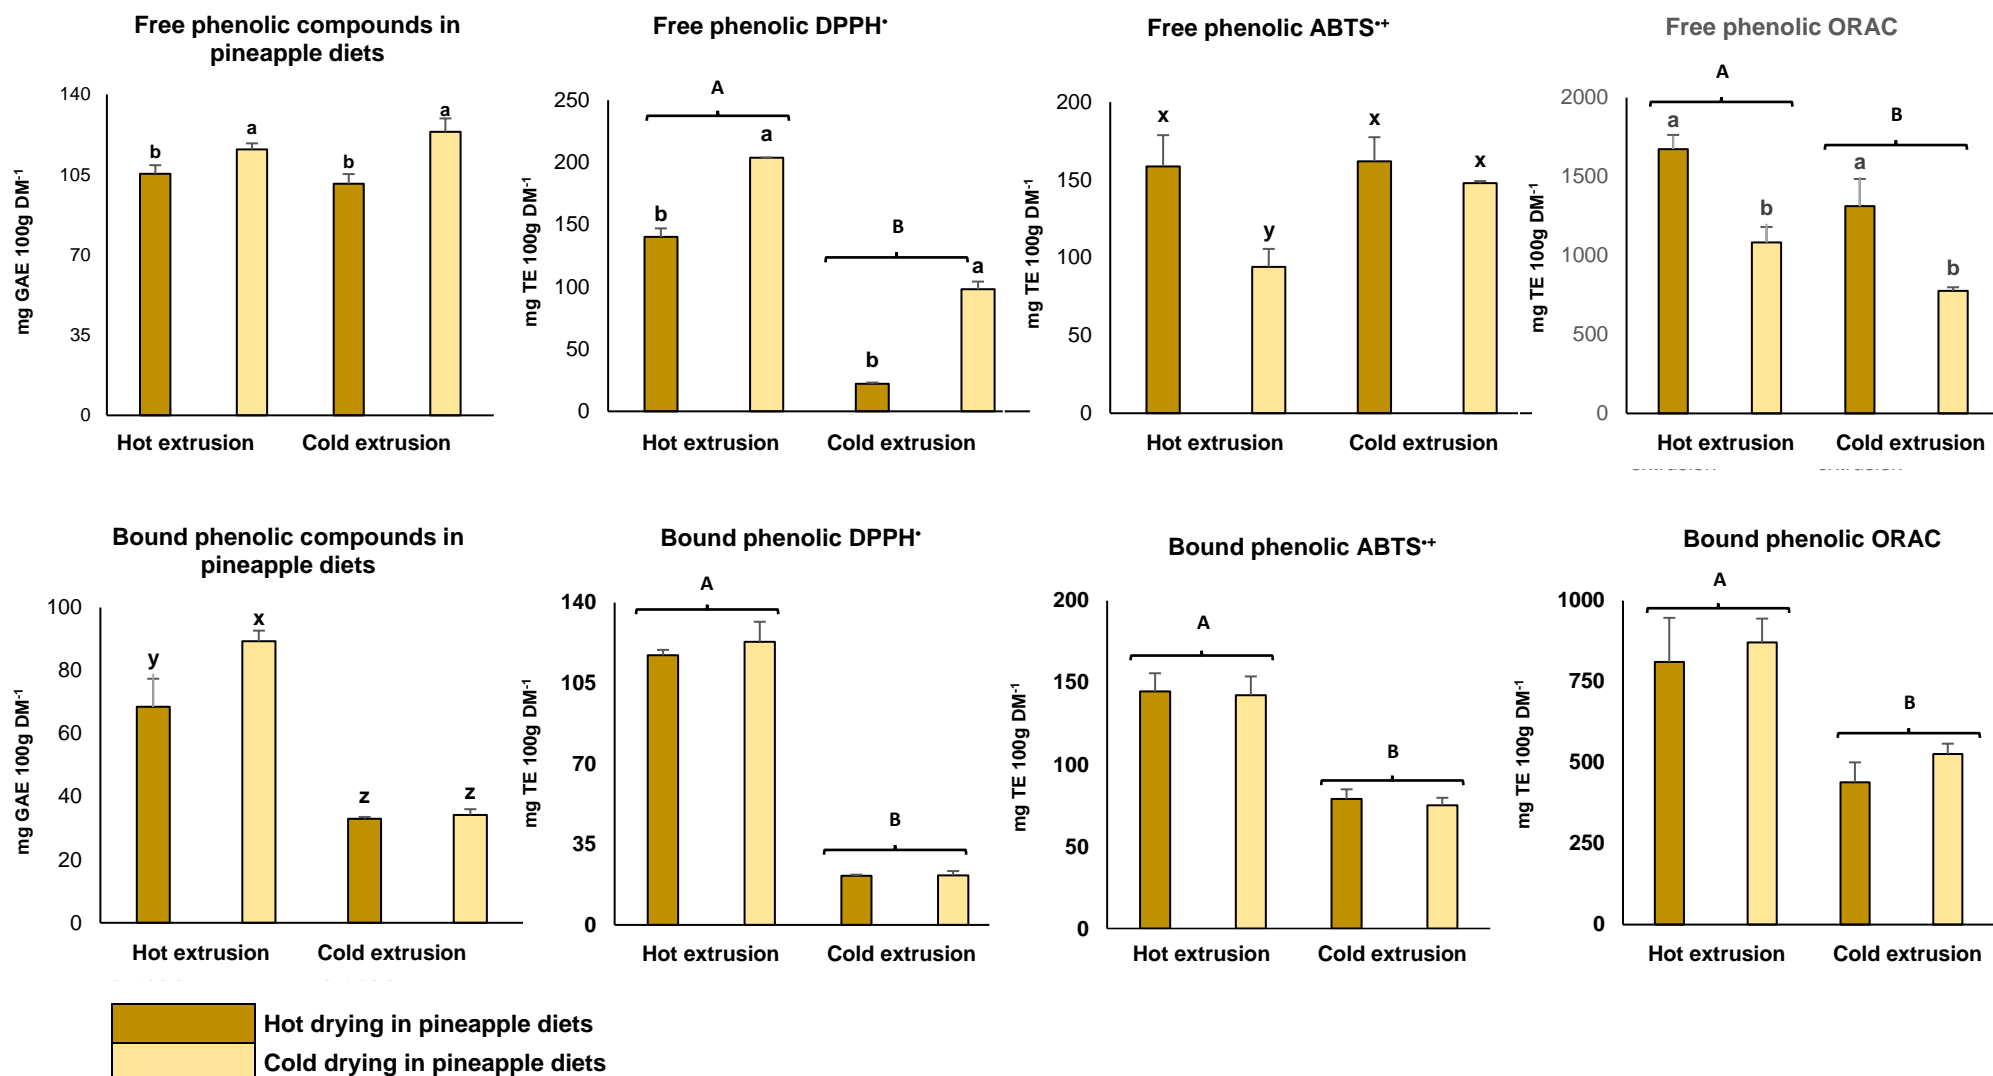 Free phenolic compounds in
pineapple diets
mg GAE 100g DM⁻¹
140
105
70
35
0
b
a
b
a
Hot extrusion
Cold extrusion
Free phenolic DPPH•
mg TE 100g DM⁻¹
250
200
150
100
50
0
A
b
a
B
b
a
Hot extrusion
Cold extrusion
Free phenolic ABTS•+
mg TE 100g DM⁻¹
200
150
100
50
0
x
y
x
x
Hot extrusion
Cold extrusion
Free phenolic ORAC
mg TE 100g DM⁻¹
2000
1500
1000
500
0
A
a
b
B
a
b
Hot extrusion
Cold extrusion
Bound phenolic compounds in
pineapple diets
mg GAE 100g DM⁻¹
100
80
60
40
20
0
y
x
z
z
Hot extrusion
Cold extrusion
Bound phenolic DPPH•
mg TE 100g DM⁻¹
140
105
70
35
0
A
B
Hot extrusion
Cold extrusion
Bound phenolic ABTS•+
mg TE 100g DM⁻¹
200
150
100
50
0
A
B
Hot extrusion
Cold extrusion
Bound phenolic ORAC
mg TE 100g DM⁻¹
1000
750
500
250
0
A
B
Hot extrusion
Cold extrusion
Hot drying in pineapple diets
Cold drying in pineapple diets